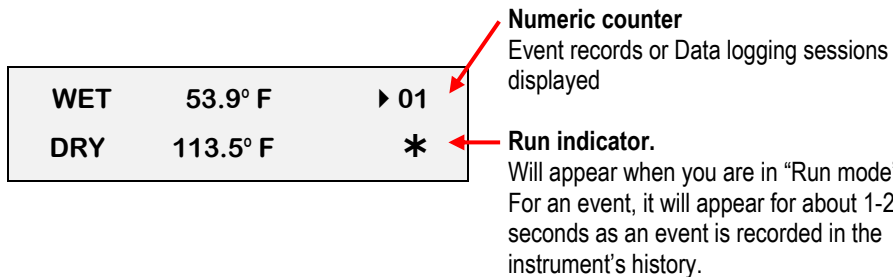 Numeric counter
Event records or Data logging sessions
displayed
WET 53.9º F 01
DRY 113.5º F *
Run indicator.
Will appear when you are in “Run mode”
For an event, it will appear for about 1-2
seconds as an event is recorded in the
instrument’s history.